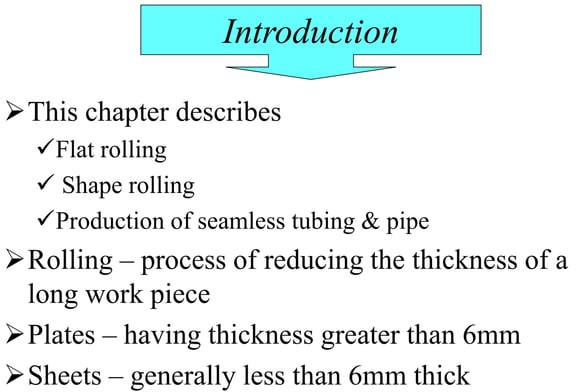 Introduction
➢This chapter describes
✓Flat rolling
✓ Shape rolling
✓Production of seamless tubing & pipe
➢Rolling – process of reducing the thickness of a
long work piece
➢Plates – having thickness greater than 6mm
➢Sheets – generally less than 6mm thick